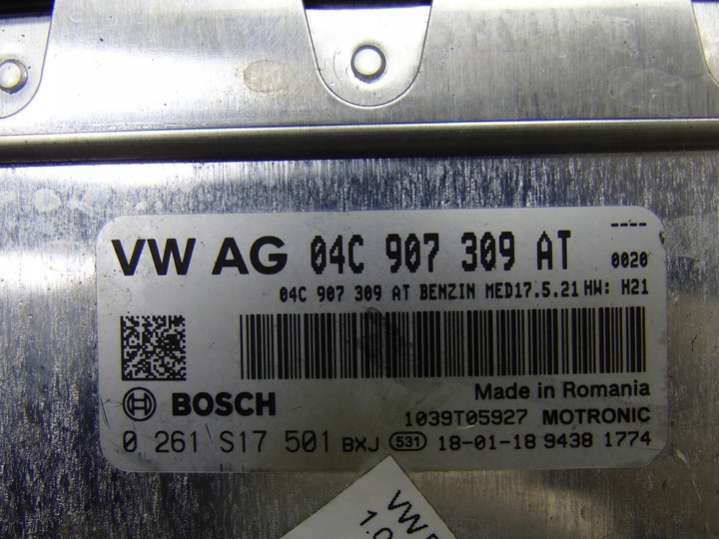 VW AG 04C 907 309 AT ----
0020
04C 907 309 AT BENZIN MED17.5.21 HW: H21
BOSCH Made in Romania
1039T05927 MOTRONIC
0 261 S17 501 BXJ 531 18-01-18 9438 1774
VW